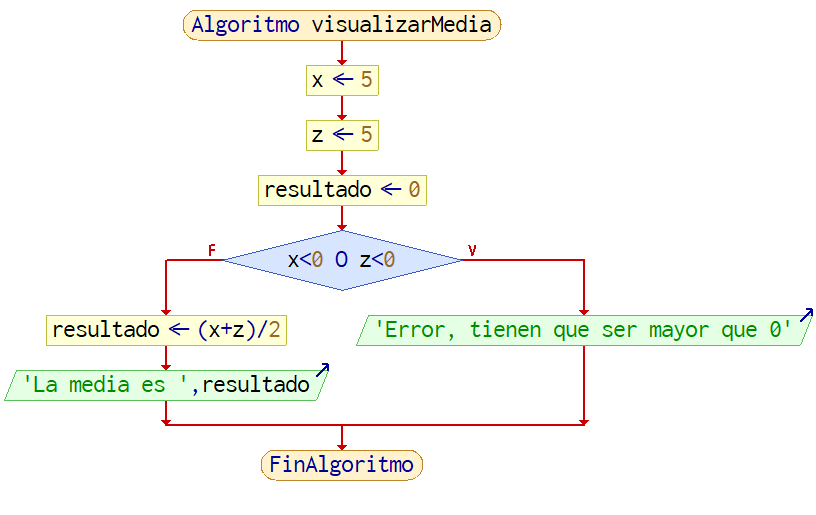 Algoritmo visualizarMedia
x ← 5
z ← 5
resultado ← 0
F
V
x<0 O z<0
resultado ← (x+z)/2
'Error, tienen que ser mayor que 0'
'La media es ',resultado
FinAlgoritmo